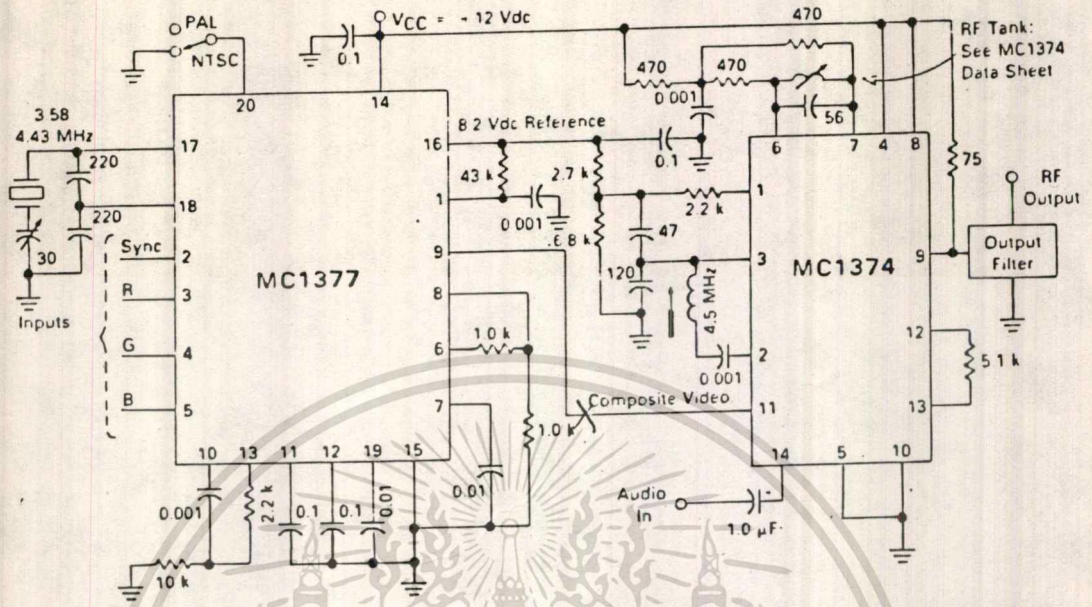 PAL
NTSC
20
VCC = - 12 Vdc
0.1
14
470
RF Tank:
See MC1374
Data Sheet
470
470
0.001
56
3 58
4.43 MHz
220
220
30
17
18
Sync
2
R
3
G
4
B
5
Inputs
MC1377
16
8 2 Vdc Reference
0.1
43 k
2.7 k
1
0 001
2.2 k
.6 8 k
47
9
8
120
4.5 MHz
0 001
6
1 0 k
7
Composite Video
1.0 k
0.01
6
7
4
8
1
3
2
11
MC1374
75
RF
Output
9
Output
Filter
12
5 1 k
13
14
5
10
Audio
In
1.0 µF
10
13
11
12
19
15
0.001
2.2 k
0.1
0.1
0.01
10 k